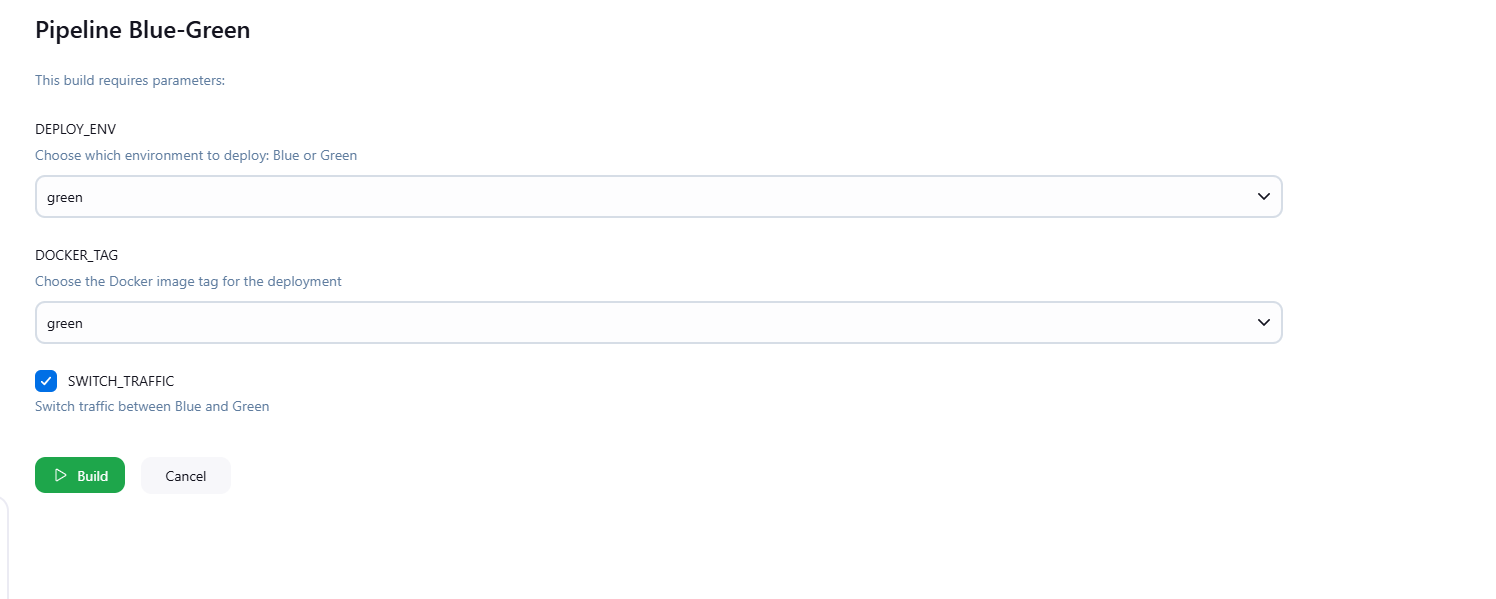 Pipeline Blue-Green
This build requires parameters:
DEPLOY_ENV
Choose which environment to deploy: Blue or Green
green
DOCKER_TAG
Choose the Docker image tag for the deployment
green
SWITCH_TRAFFIC
Switch traffic between Blue and Green
Build Cancel